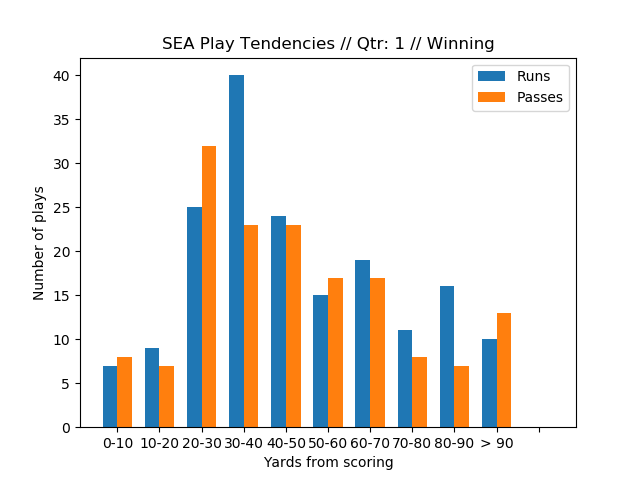 SEA Play Tendencies // Qtr: 1 // Winning
Runs
Passes
Number of plays
40
35
30
25
20
15
10
5
0
0-10 10-20 20-30 30-40 40-50 50-60 60-70 70-80 80-90 > 90
Yards from scoring